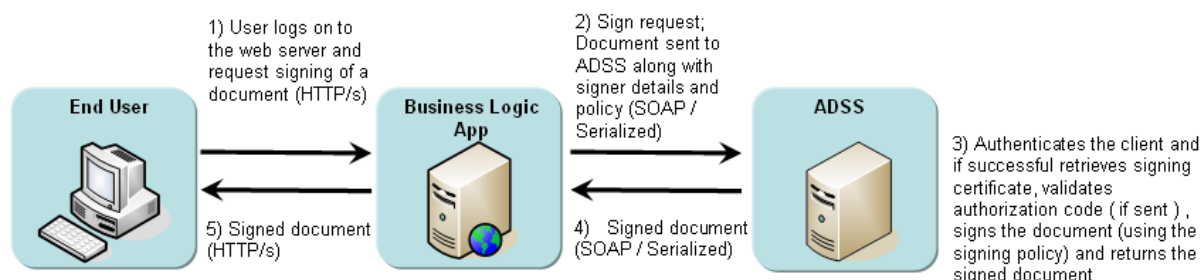 1) User logs on to
the web server and
request signing of a
document (HTTP/s)
2) Sign request;
Document sent to
ADSS along with
signer details and
policy (SOAP /
Serialized)
End User
Business Logic
App
ADSS
3) Authenticates the client and
if successful retrieves signing
certificate, validates
authorization code ( if sent ) ,
signs the document (using the
signing policy) and returns the
signed document
5) Signed document
(HTTP/s)
4) Signed document
(SOAP / Serialized)